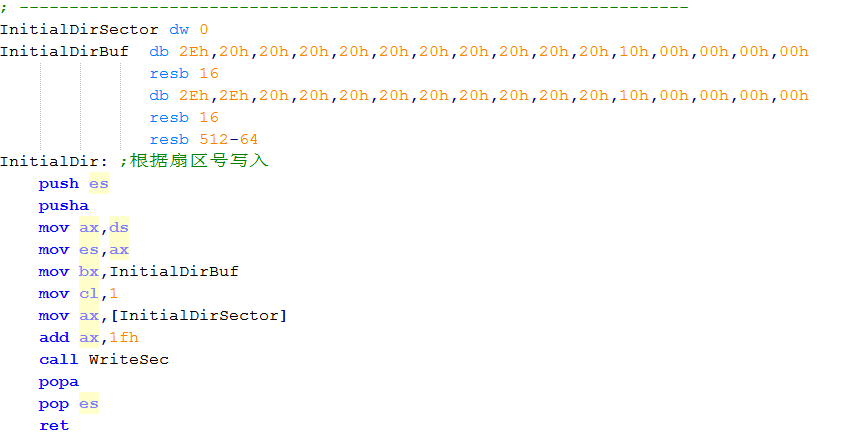 ; -------------------------------------------------------------------
InitialDirSector dw 0
InitialDirBuf  db 2Eh,20h,20h,20h,20h,20h,20h,20h,20h,20h,20h,10h,00h,00h,00h,00h
               resb 16
               db 2Eh,2Eh,20h,20h,20h,20h,20h,20h,20h,20h,20h,10h,00h,00h,00h,00h
               resb 16
               resb 512-64
InitialDir: ;根据扇区号写入
    push es
    pusha
    mov ax,ds
    mov es,ax
    mov bx,InitialDirBuf
    mov cl,1
    mov ax,[InitialDirSector]
    add ax,1fh
    call WriteSec
    popa
    pop es
    ret